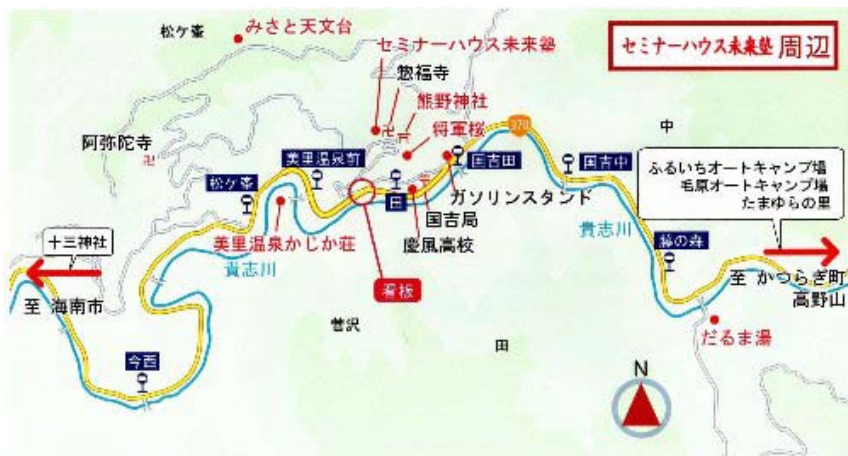 松ケ峯
みさと天文台
セミナーハウス未来塾 周辺
セミナーハウス未来塾
惣福寺
熊野神社
将軍桜
阿弥陀寺
370
中
美里温泉前
国吉田
国吉中
松ケ峯
田
ガソリンスタンド
国吉局
慶風高校
ふるいちオートキャンプ場
毛原オートキャンプ場
たまゆらの里
美里温泉かじか荘
貴志川
貴志川
藤の森
十三神社
至 海南市
看板
至 かつらぎ町
高野山
菅沢
田
だるま湯
今西
N